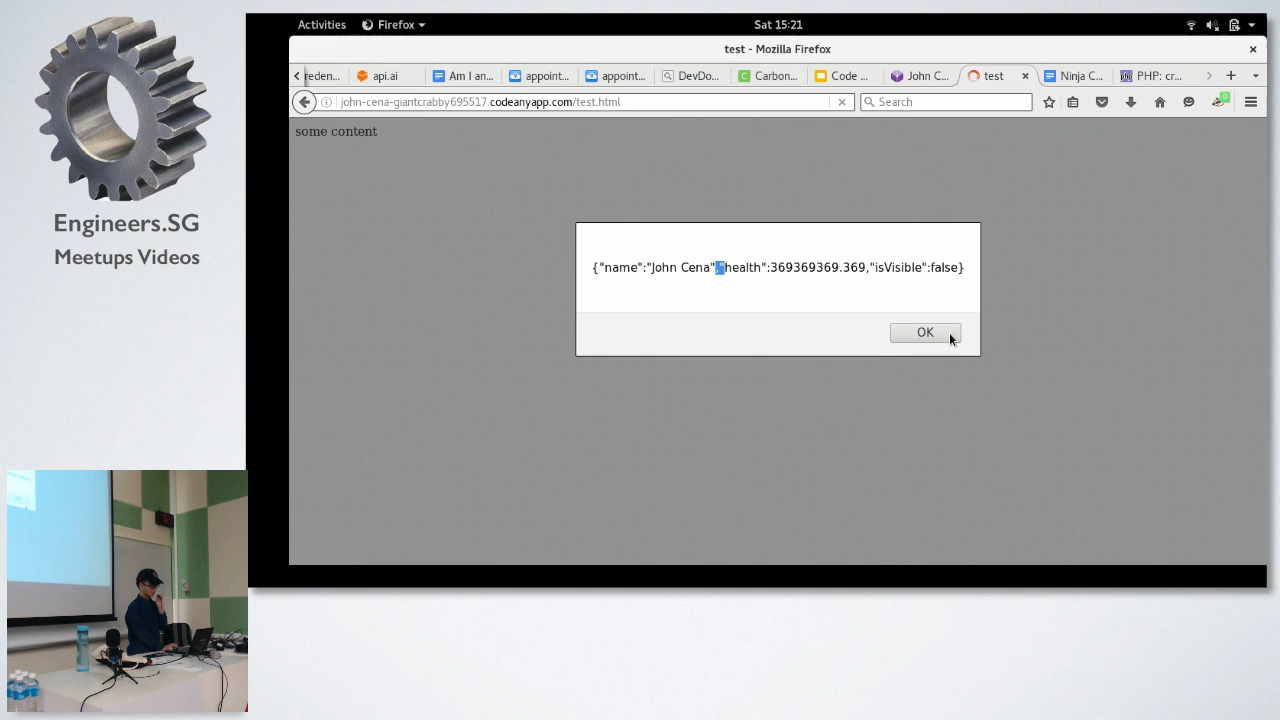 Engineers.SG
Meetups Videos
Activities Firefox Sat 15:21
test - Mozilla Firefox
reden... api.ai Am I an... appoint... appoint... DevDo... Carbon... Code ... John C... test Ninja C... PHP: cr...
john-cena-giantcrabby695517.codeanyapp.com/test.html Search
some content
{"name":"John Cena","health":369369369.369,"isVisible":false}
OK